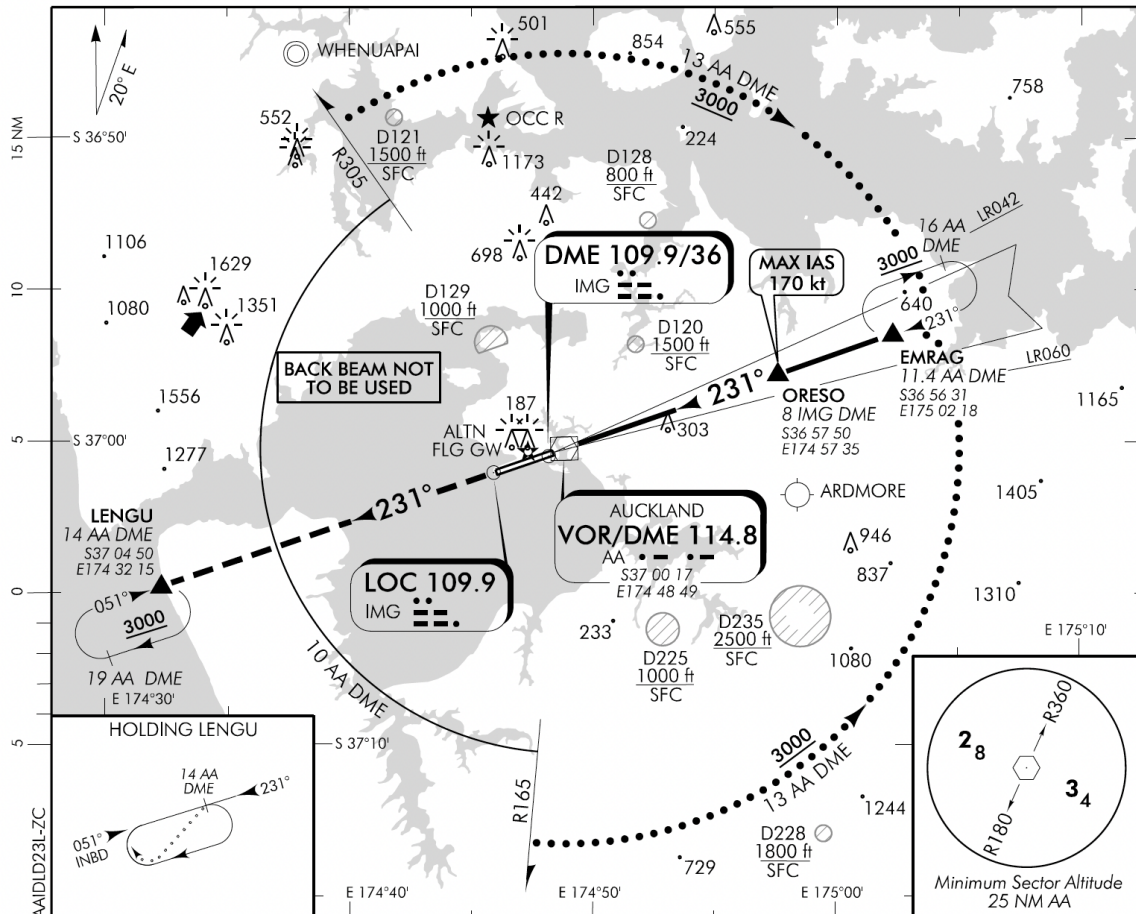 501
555
854
WHENUAPAI
20° E
13 AA DME
3000
758
15 NM
S 36°50'
552
D121
1500 ft
SFC
OCC R
1173
224
R305
D128
800 ft
SFC
442
LR042
16 AA
DME
1106
698
DME 109.9/36
IMG
MAX IAS
170 kt
3000
1629
640
10
1080
1351
D129
1000 ft
SFC
D120
1500 ft
SFC
231°
BACK BEAM NOT
TO BE USED
EMRAG
11.4 AA DME
S36 56 31
E175 02 18
LR060
231°
ORESO
8 IMG DME
S36 57 50
E174 57 35
1556
187
1165
5
S 37°00'
ALTN
FLG GW
303
1277
231°
ARDMORE
1405
LENGU
14 AA DME
S37 04 50
E174 32 15
AUCKLAND
VOR/DME 114.8
AA
S37 00 17
E174 48 49
946
837
LOC 109.9
IMG
0
051°
3000
1310
233
D225
1000 ft
SFC
D235
2500 ft
SFC
E 175°10'
19 AA DME
E 174°30'
10 AA DME
1080
HOLDING LENGU
14 AA
DME
231°
051°
INBD
5
S 37°10'
R165
3000
13 AA DME
1244
D228
1800 ft
SFC
729
R360
2 8
3 4
R180
Minimum Sector Altitude
25 NM AA
E 174°40'
E 174°50'
E 175°00'
AAIDLD23L-ZC